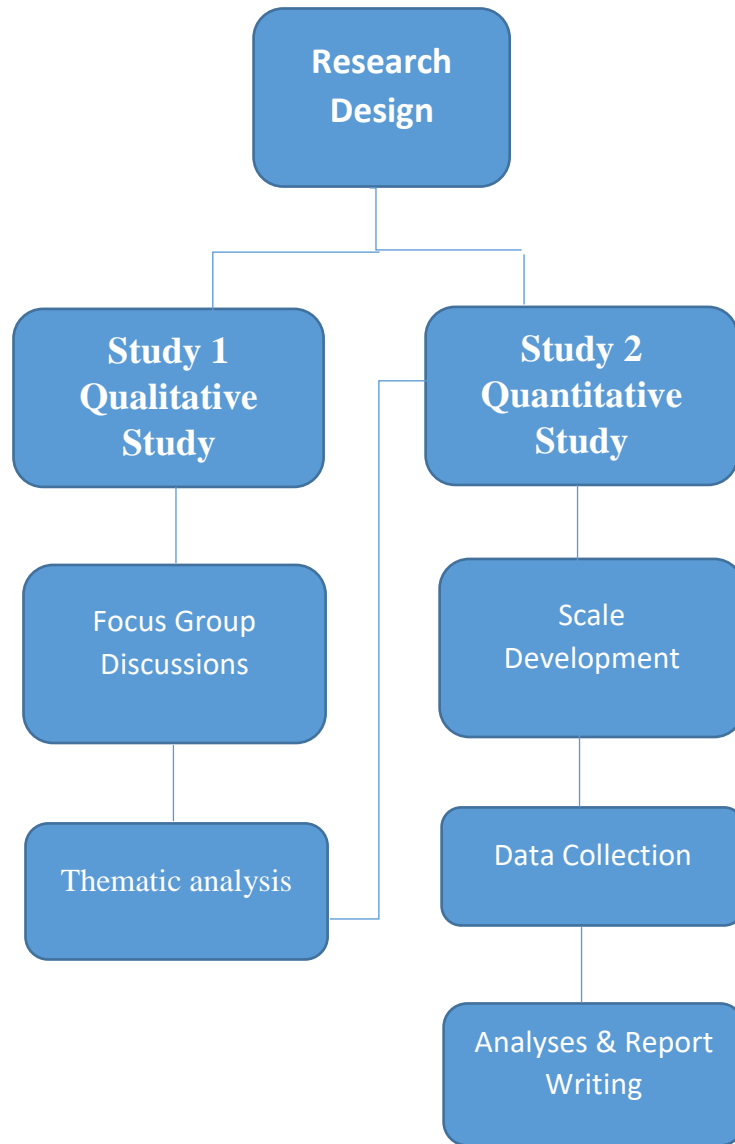 Research
Design
Study 1
Qualitative
Study
Focus Group
Discussions
Thematic analysis
Study 2
Quantitative
Study
Scale
Development
Data Collection
Analyses & Report
Writing